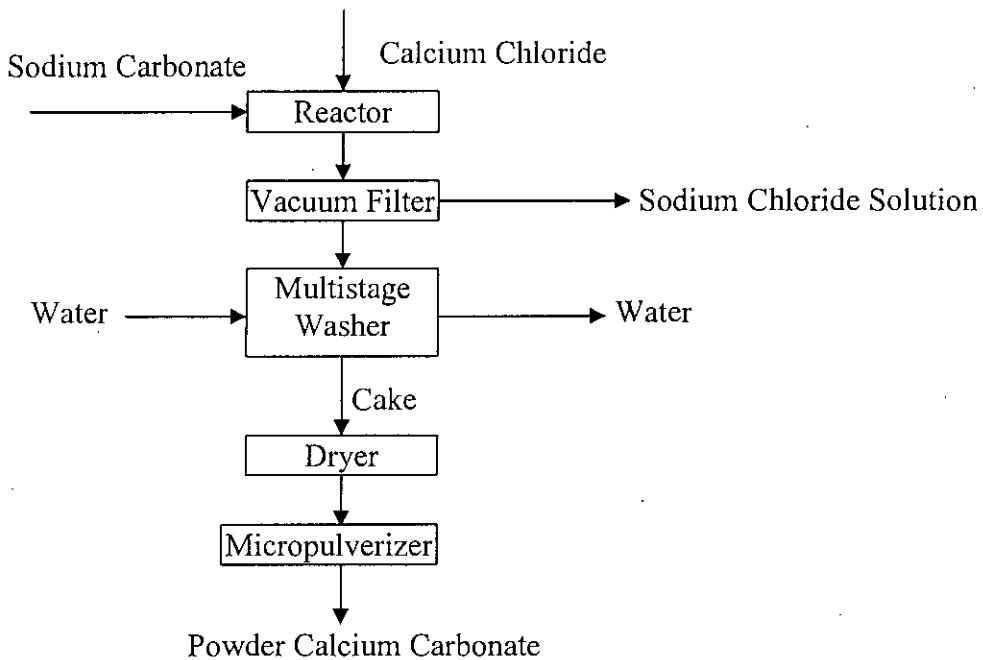 Calcium Chloride
Sodium Carbonate
Reactor
Vacuum Filter
Sodium Chloride Solution
Multistage
Washer
Water
Water
Cake
Dryer
Micropulverizer
Powder Calcium Carbonate